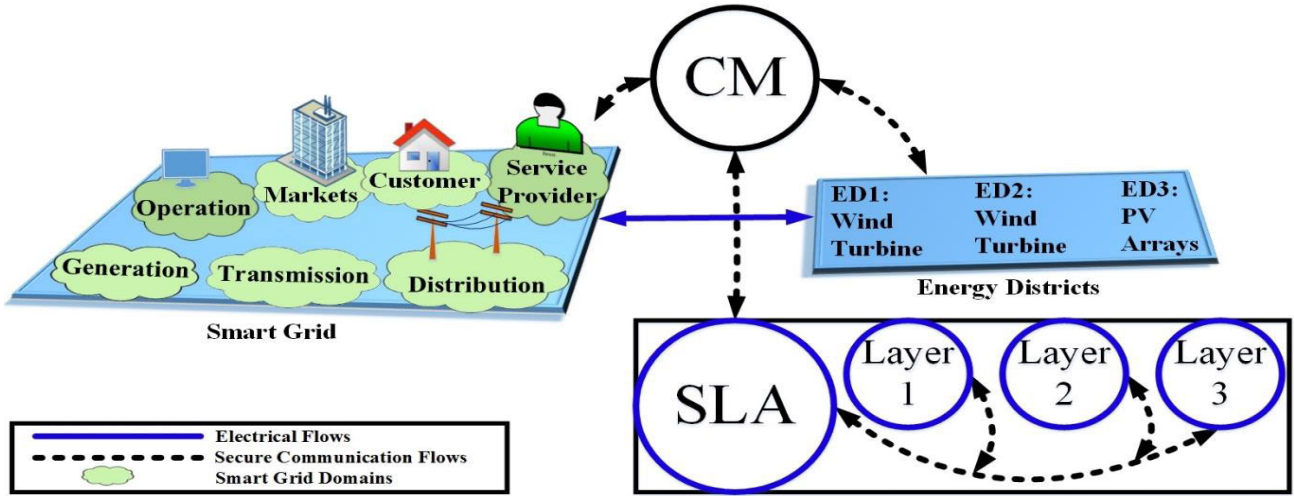 CM
Markets
Customer
Service
Provider
Operation
Generation
Transmission
Distribution
Smart Grid
ED1:
Wind
Turbine
ED2:
Wind
Turbine
ED3:
PV
Arrays
Energy Districts
SLA
Layer
1
Layer
2
Layer
3
Electrical Flows
Secure Communication Flows
Smart Grid Domains